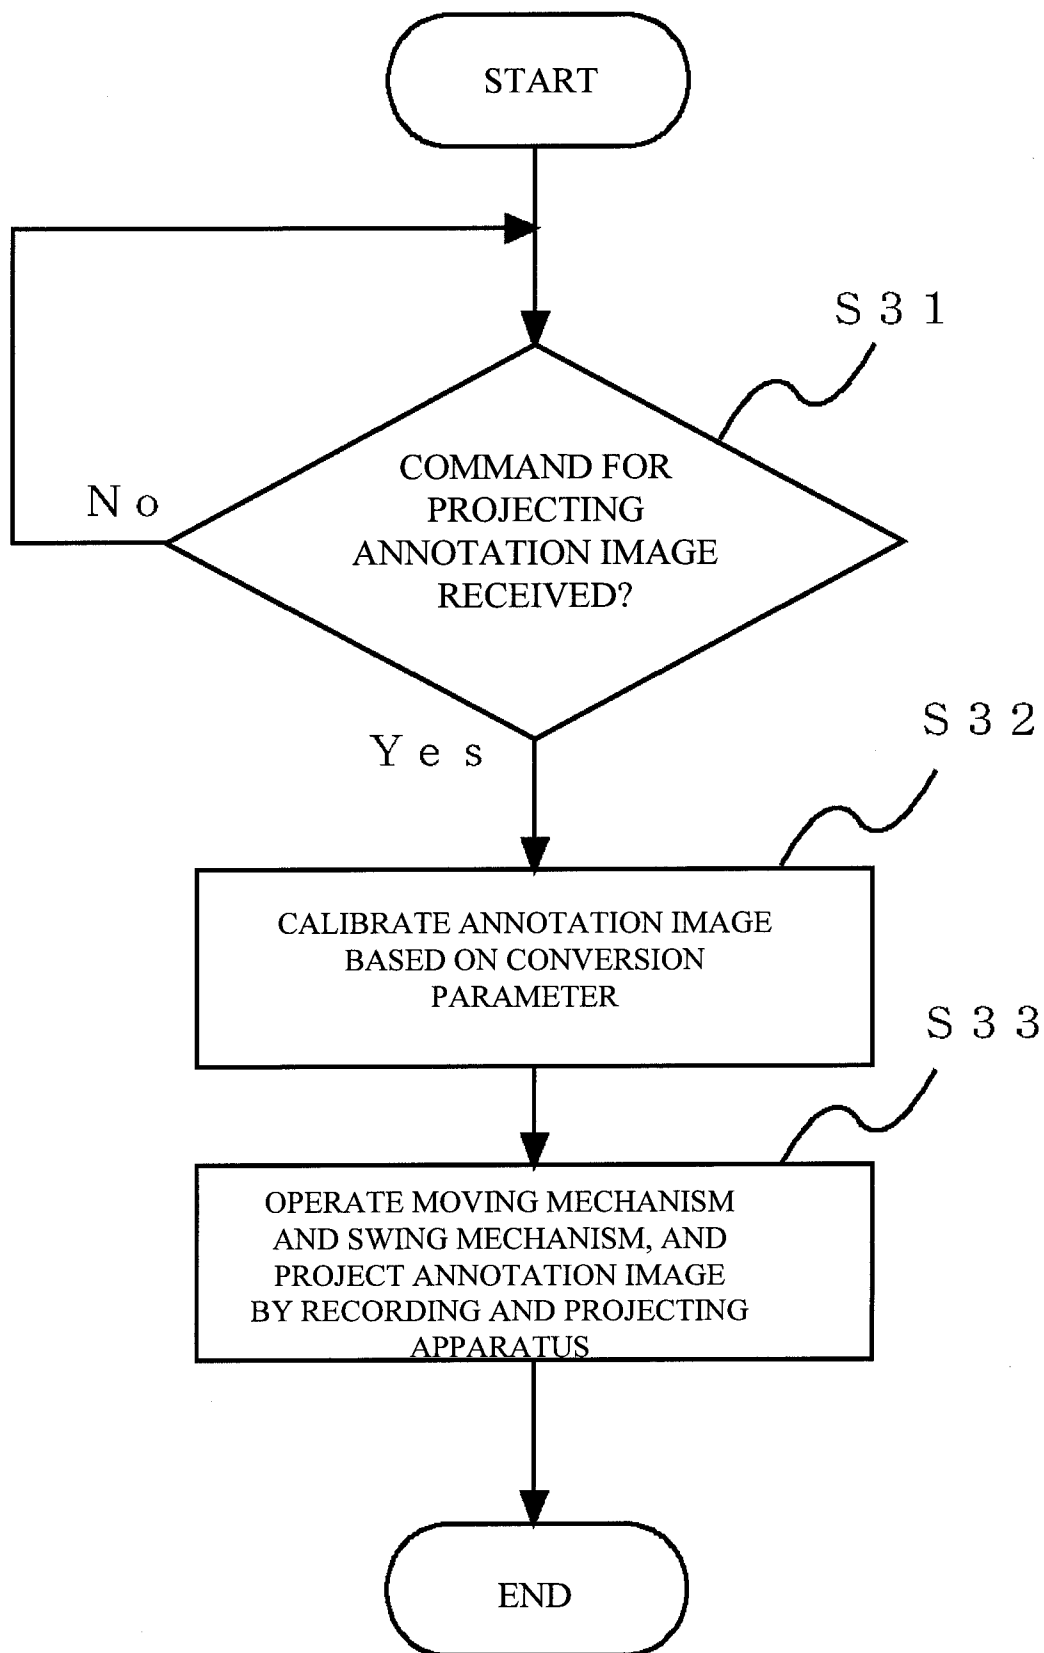 START
S31
COMMAND FOR
PROJECTING
ANNOTATION IMAGE
RECEIVED?
No
Yes
S32
CALIBRATE ANNOTATION IMAGE
BASED ON CONVERSION
PARAMETER
S33
OPERATE MOVING MECHANISM
AND SWING MECHANISM, AND
PROJECT ANNOTATION IMAGE
BY RECORDING AND PROJECTING
APPARATUS
END